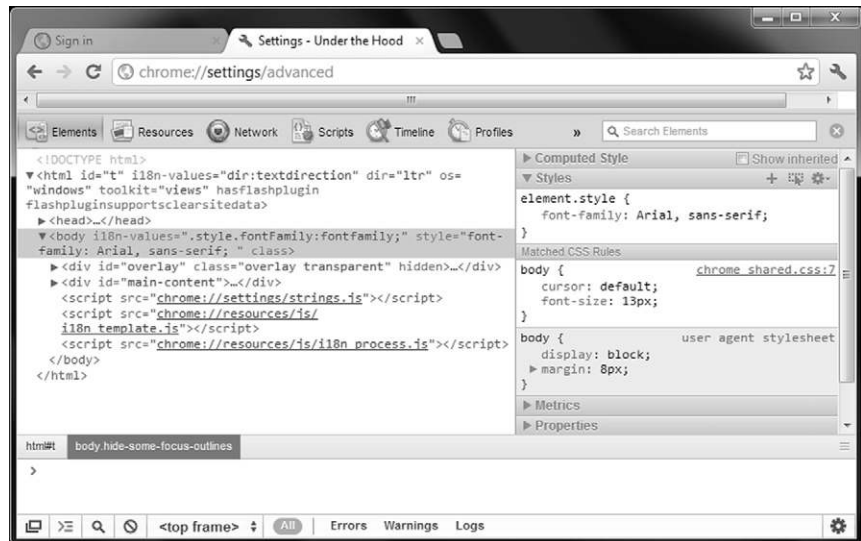 Sign in
Settings - Under the Hood
chrome://settings/advanced
Elements Resources Network Scripts Timeline Profiles » Search Elements
<!DOCTYPE html>
▼<html id="t" i18n-values="dir:textdirection" dir="ltr" os=
"windows" toolkit="views" hasflashplugin
flashpluginsupportsclearsitedata>
▶<head>…</head>
▼<body i18n-values=".style.fontFamily:fontfamily;" style="font-
family: Arial, sans-serif; " class>
▶<div id="overlay" class="overlay transparent" hidden>…</div>
▶<div id="main-content">…</div>
<script src="chrome://settings/strings.js"></script>
<script src="chrome://resources/js/
i18n_template.js"></script>
<script src="chrome://resources/js/i18n_process.js"></script>
</body>
</html>
▶ Computed Style Show inherited
▼ Styles
element.style {
font-family: Arial, sans-serif;
}
Matched CSS Rules
body { chrome_shared.css:7
cursor: default;
font-size: 13px;
}
body { user agent stylesheet
display: block;
▶ margin: 8px;
}
▶ Metrics
▶ Properties
html#t body.hide-some-focus-outlines
>
<top frame> All Errors Warnings Logs